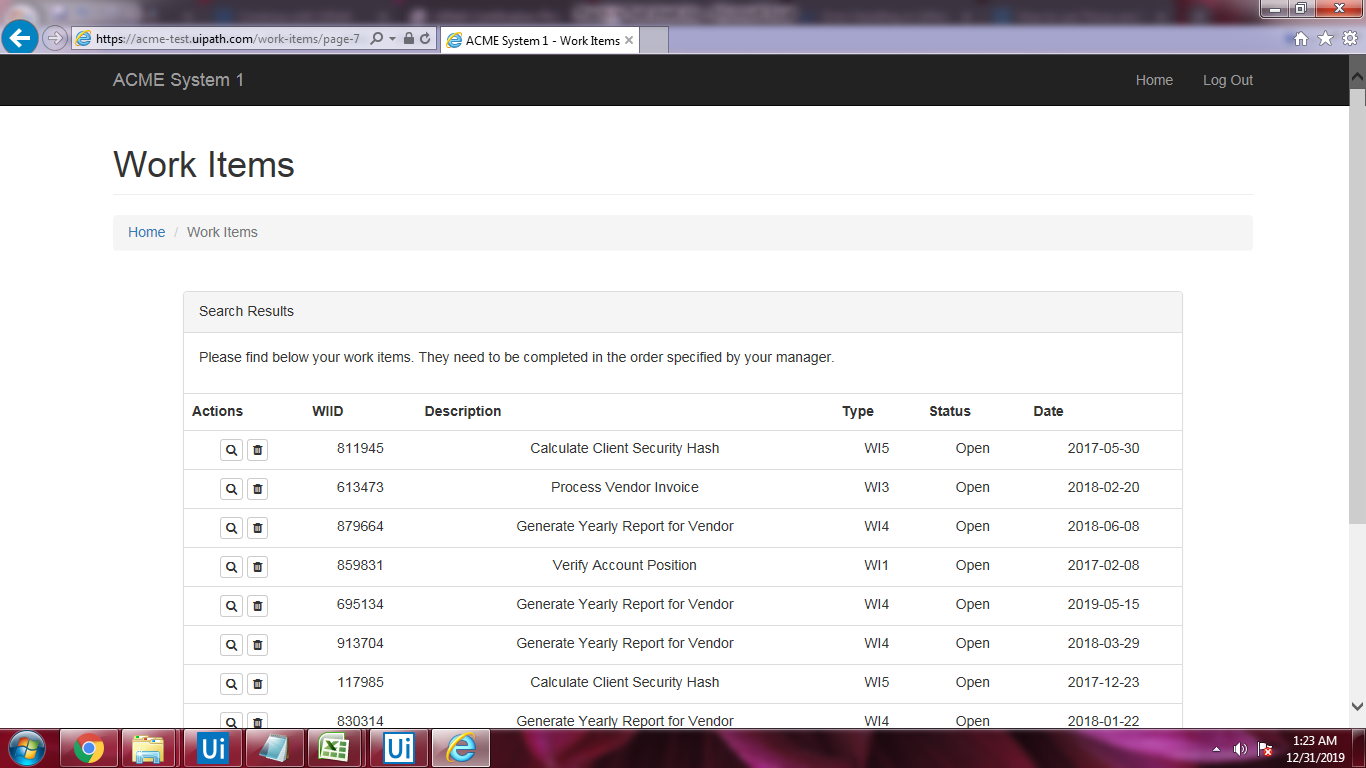 https://acme-test.uipath.com/work-items/page-7
ACME System 1 - Work Items
ACME System 1
Home
Log Out
Work Items
Home / Work Items
Search Results
Please find below your work items. They need to be completed in the order specified by your manager.
Actions WIID Description Type Status Date
811945 Calculate Client Security Hash WI5 Open 2017-05-30
613473 Process Vendor Invoice WI3 Open 2018-02-20
879664 Generate Yearly Report for Vendor WI4 Open 2018-06-08
859831 Verify Account Position WI1 Open 2017-02-08
695134 Generate Yearly Report for Vendor WI4 Open 2019-05-15
913704 Generate Yearly Report for Vendor WI4 Open 2018-03-29
117985 Calculate Client Security Hash WI5 Open 2017-12-23
830314 Generate Yearly Report for Vendor WI4 Open 2018-01-22
Ui
Ui
1:23 AM
12/31/2019